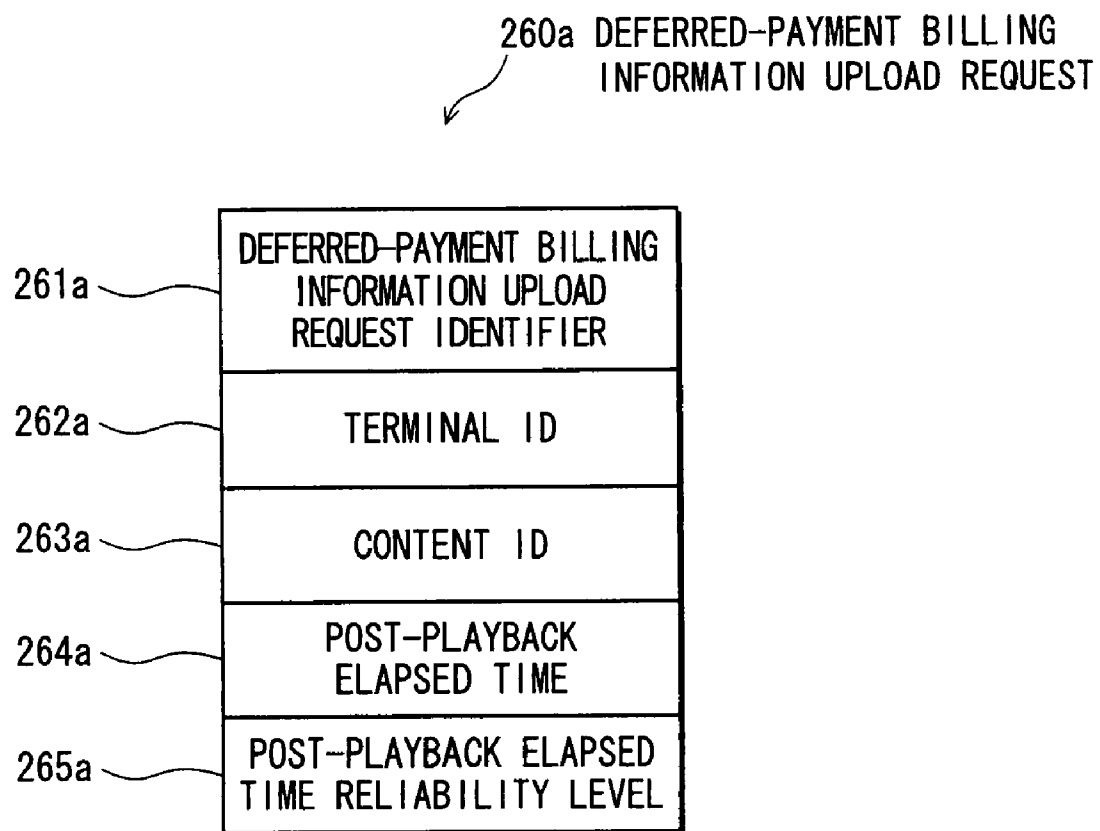 260a DEFERRED-PAYMENT BILLING
INFORMATION UPLOAD REQUEST
261a
DEFERRED-PAYMENT BILLING
INFORMATION UPLOAD
REQUEST IDENTIFIER
262a
TERMINAL ID
263a
CONTENT ID
264a
POST-PLAYBACK
ELAPSED TIME
265a
POST-PLAYBACK ELAPSED
TIME RELIABILITY LEVEL